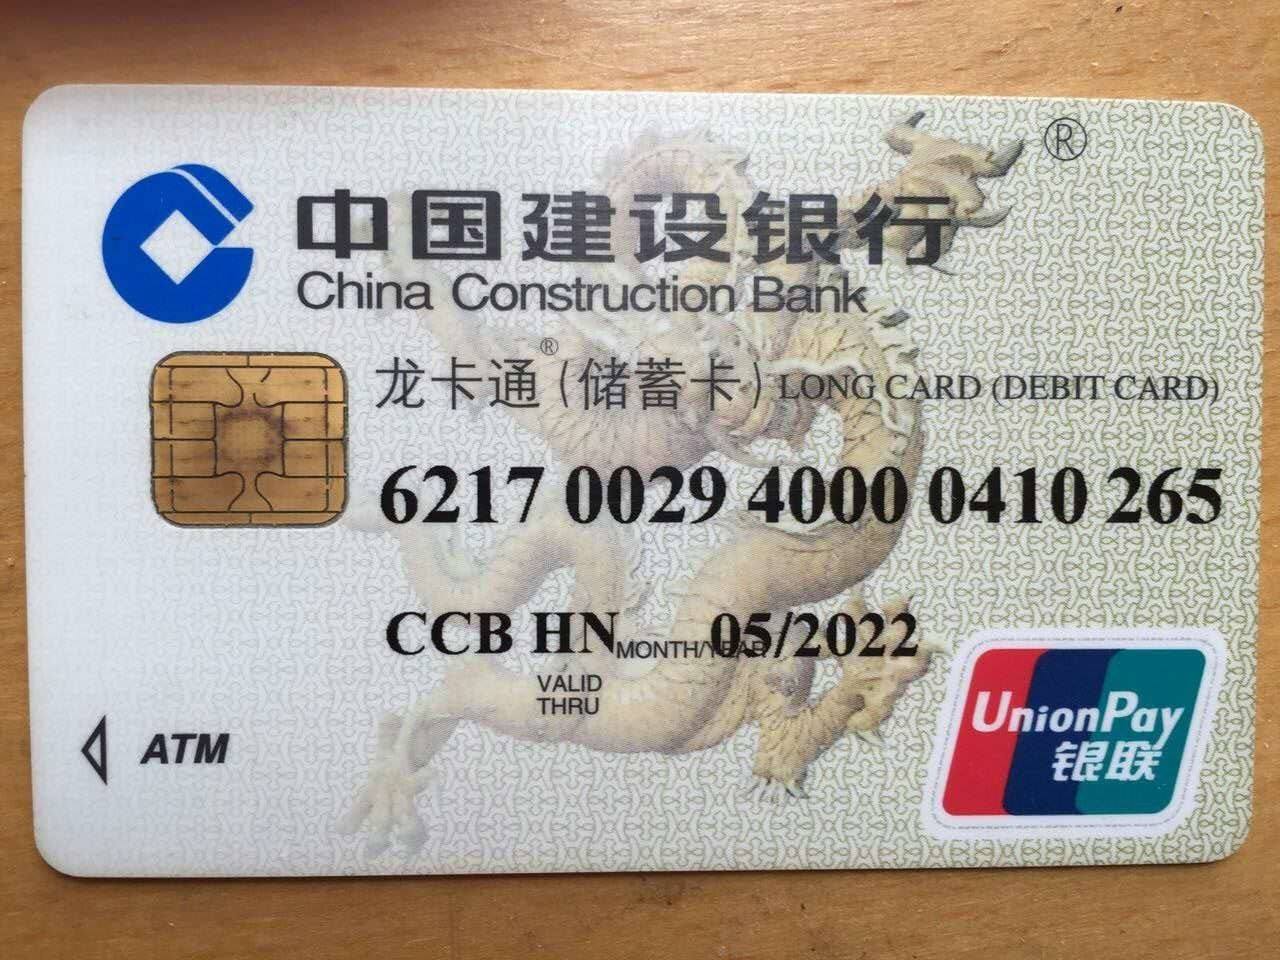 ®
中国建设银行
China Construction Bank
龙卡通®(储蓄卡) LONG CARD (DEBIT CARD)
6217 0029 4000 0410 265
CCB HN MONTH/YEAR 05/2022
VALID
THRU
ATM
UnionPay
银联